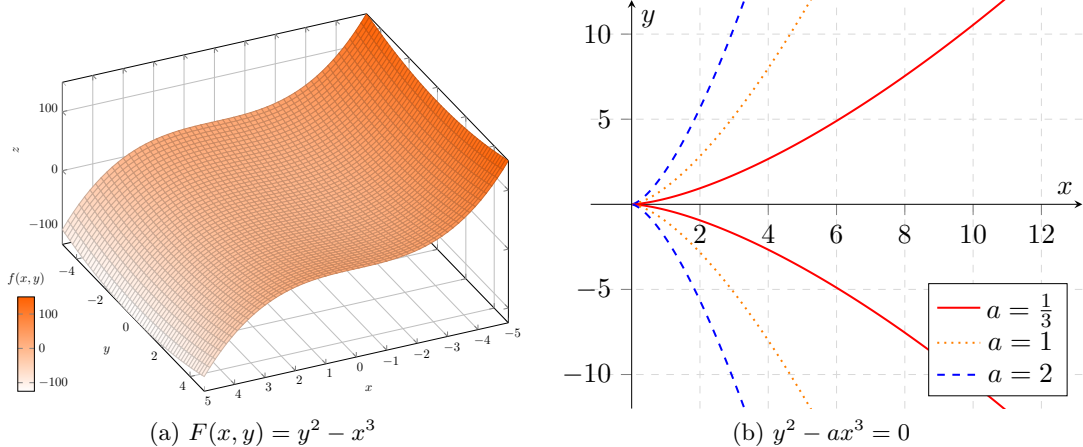 100
0
−100
z
−4
−2
0
2
4
y
5
4
3
2
1
0
−1
−2
−3
−4
−5
x
f(x, y)
100
0
−100
(a) F(x, y) = y² − x³
10
5
−5
−10
y
x
2
4
6
8
10
12
a = 1/3
a = 1
a = 2
(b) y² − ax³ = 0